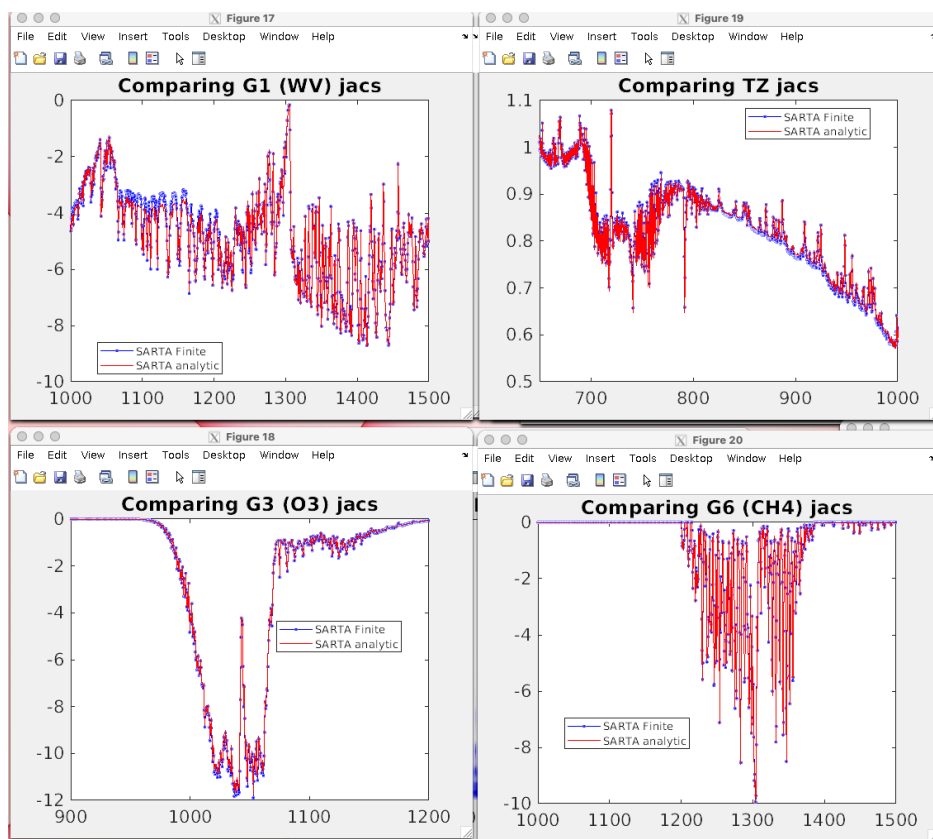 Figure 17
File Edit View Insert Tools Desktop Window Help
Comparing G1 (WV) jacs
0
-2
-4
-6
-8
-10
1000 1100 1200 1300 1400 1500
SARTA Finite
SARTA analytic
Figure 19
File Edit View Insert Tools Desktop Window Help
Comparing TZ jacs
1.1
1
0.9
0.8
0.7
0.6
0.5
700 800 900 1000
SARTA Finite
SARTA analytic
Figure 18
File Edit View Insert Tools Desktop Window Help
Comparing G3 (O3) jacs
0
-2
-4
-6
-8
-10
-12
900 1000 1100 1200
SARTA Finite
SARTA analytic
Figure 20
File Edit View Insert Tools Desktop Window Help
Comparing G6 (CH4) jacs
0
-2
-4
-6
-8
-10
1000 1100 1200 1300 1400 1500
SARTA Finite
SARTA analytic